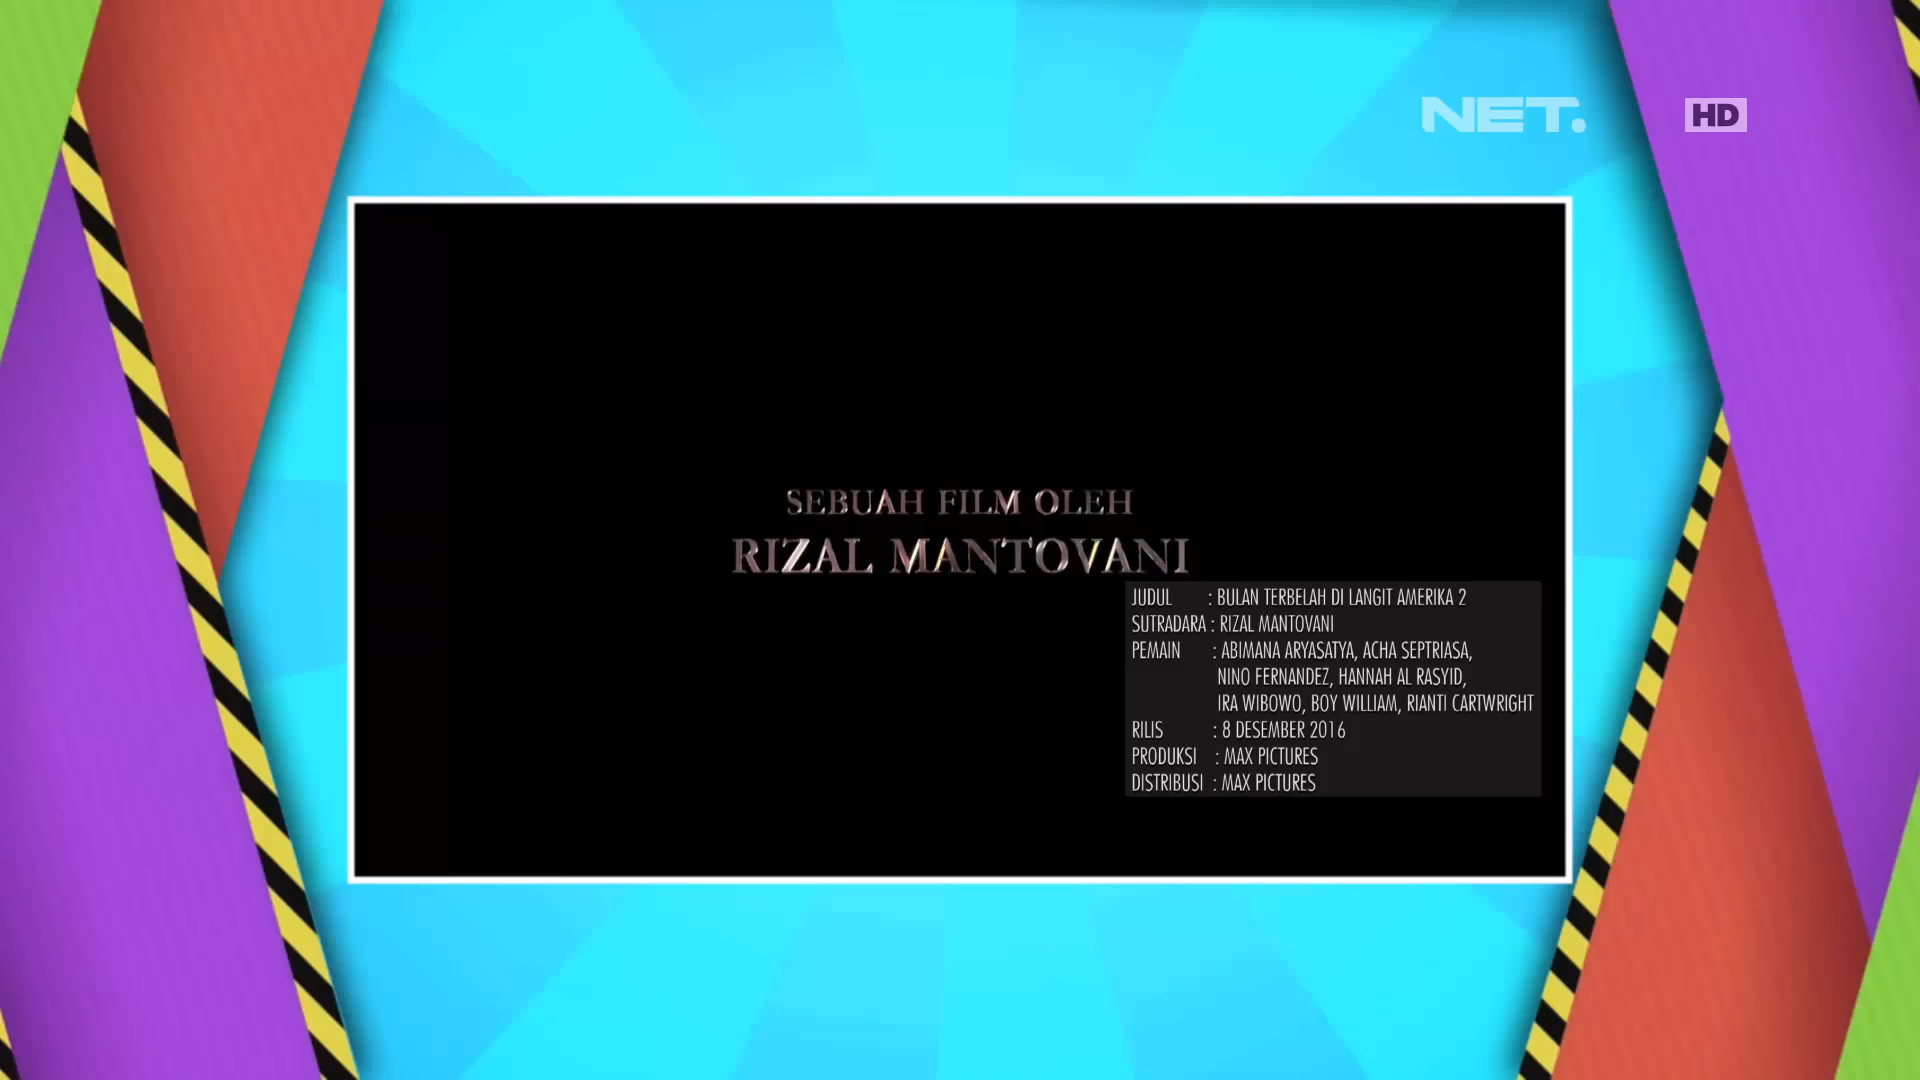 NET.
HD
SEBUAH FILM OLEH
RIZAL MANTOVANI
JUDUL : BULAN TERBELAH DI LANGIT AMERIKA 2
SUTRADARA : RIZAL MANTOVANI
PEMAIN : ABIMANA ARYASATYA, ACHA SEPTRIASA,
NINO FERNANDEZ, HANNAH AL RASYID,
IRA WIBOWO, BOY WILLIAM, RIANTI CARTWRIGHT
RILIS : 8 DESEMBER 2016
PRODUKSI : MAX PICTURES
DISTRIBUSI : MAX PICTURES